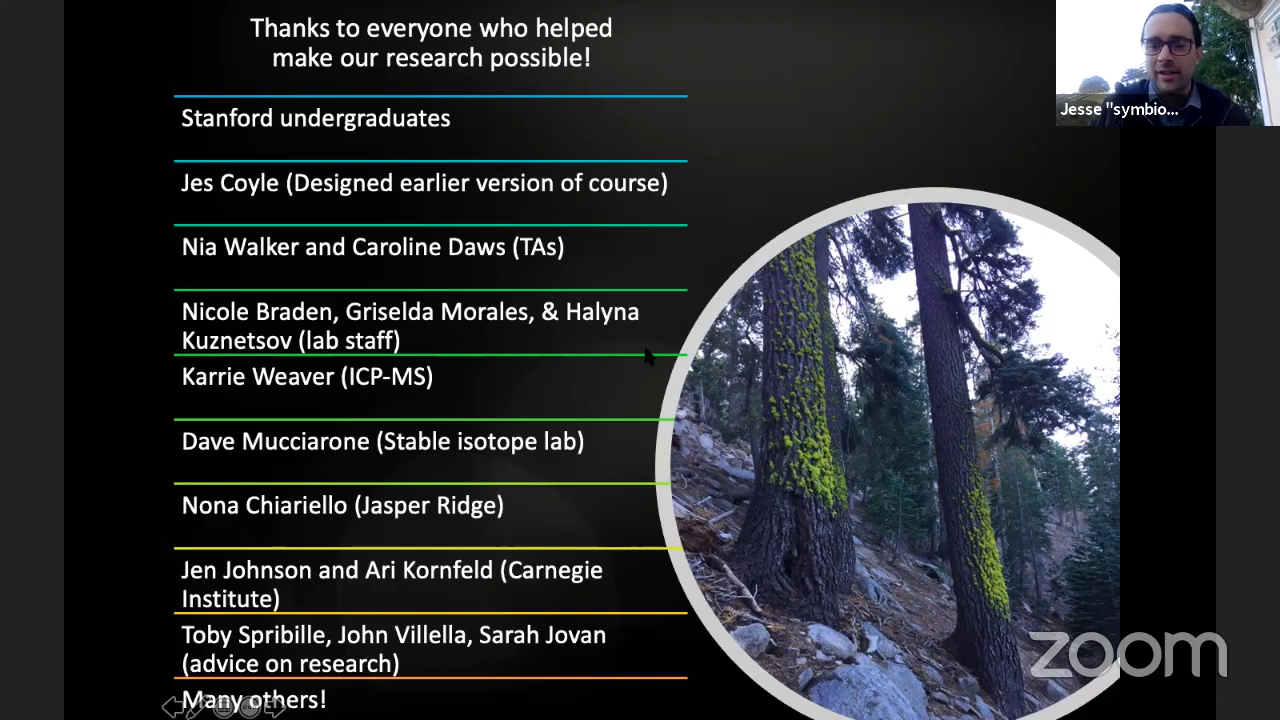 Thanks to everyone who helped
make our research possible!
Stanford undergraduates
Jes Coyle (Designed earlier version of course)
Nia Walker and Caroline Daws (TAs)
Nicole Braden, Griselda Morales, & Halyna
Kuznetsov (lab staff)
Karrie Weaver (ICP-MS)
Dave Mucciarone (Stable isotope lab)
Nona Chiariello (Jasper Ridge)
Jen Johnson and Ari Kornfeld (Carnegie
Institute)
Toby Spribille, John Villella, Sarah Jovan
(advice on research)
Many others!
Jesse "symbio...
zoom